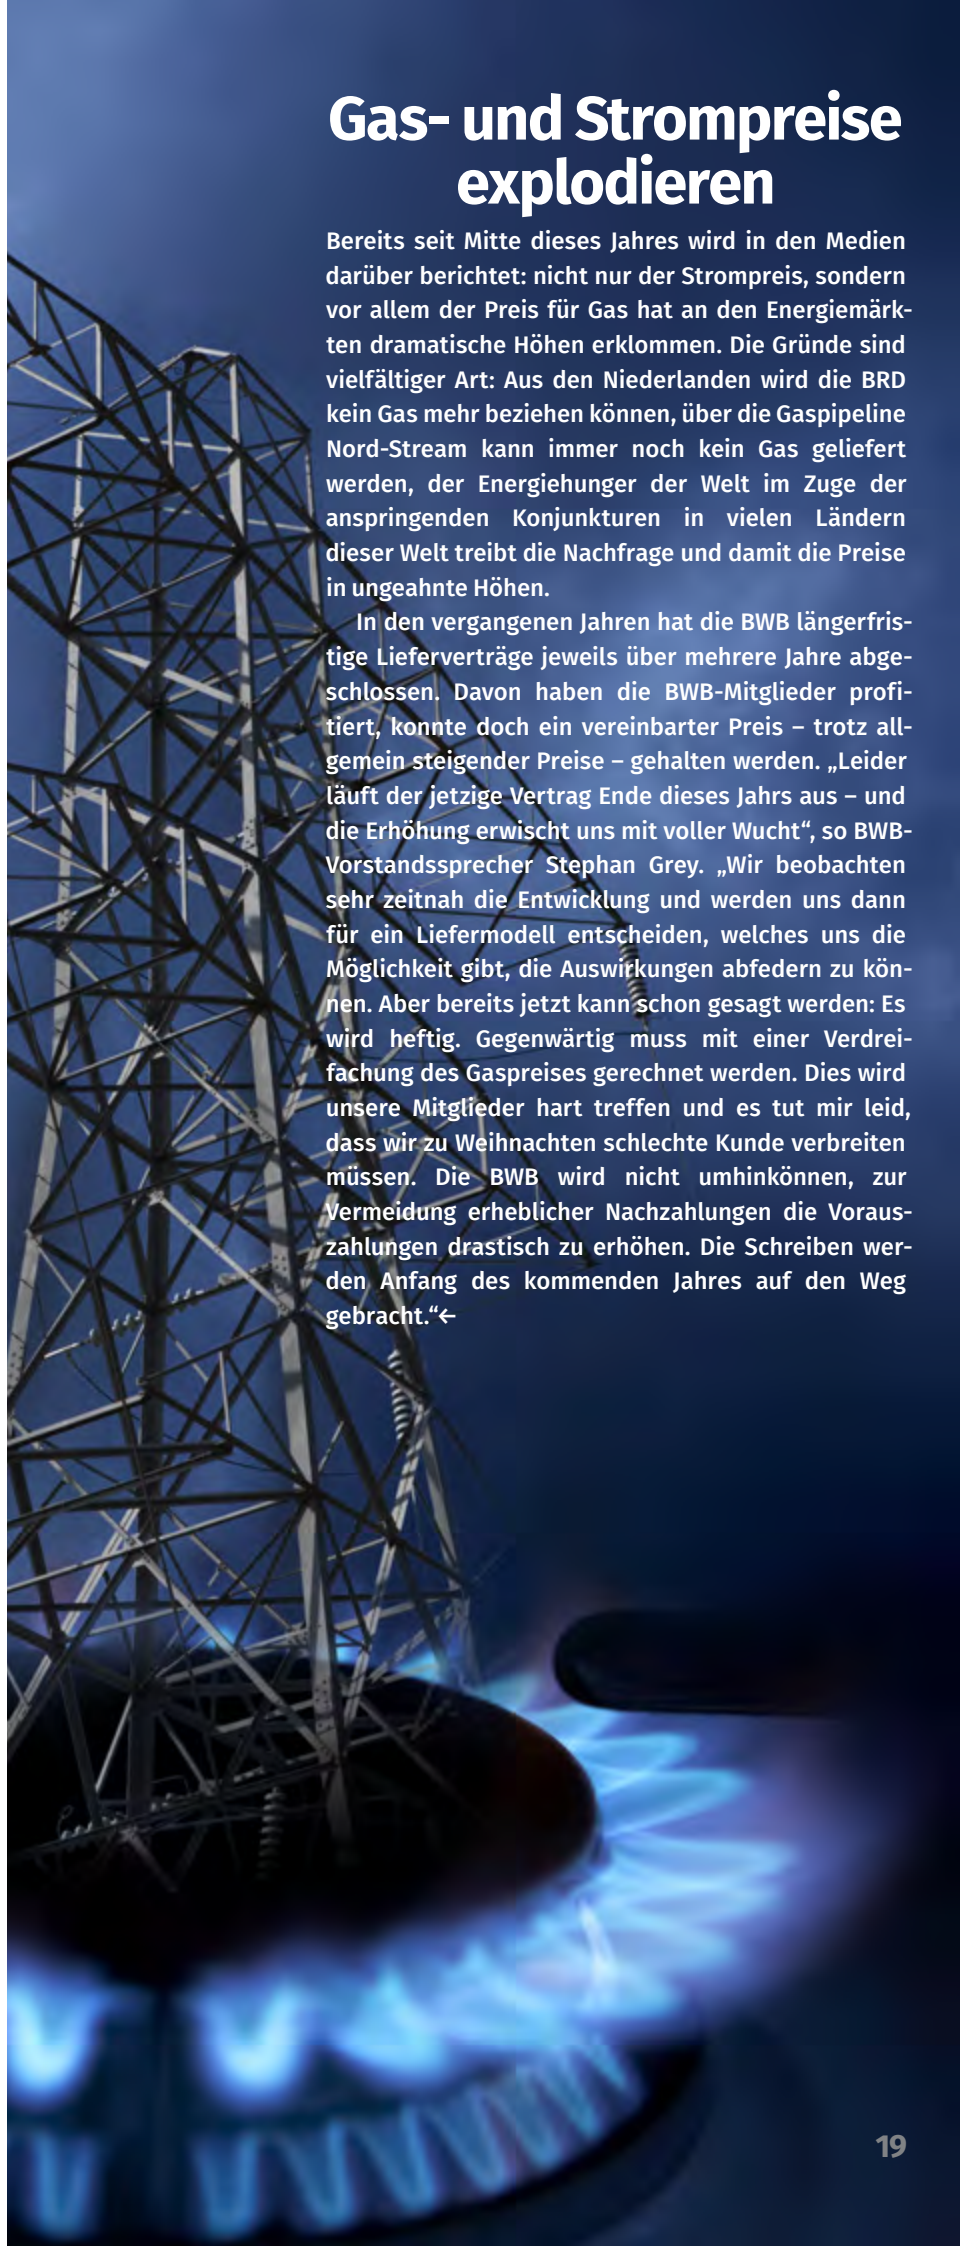 Gas- und Strompreise
explodieren
Bereits seit Mitte dieses Jahres wird in den Medien
darüber berichtet: nicht nur der Strompreis, sondern
vor allem der Preis für Gas hat an den Energiemärk-
ten dramatische Höhen erklommen. Die Gründe sind
vielfältiger Art: Aus den Niederlanden wird die BRD
kein Gas mehr beziehen können, über die Gaspipeline
Nord-Stream kann immer noch kein Gas geliefert
werden, der Energiehunger der Welt im Zuge der
anspringenden Konjunkturen in vielen Ländern
dieser Welt treibt die Nachfrage und damit die Preise
in ungeahnte Höhen.
In den vergangenen Jahren hat die BWB längerfris-
tige Lieferverträge jeweils über mehrere Jahre abge-
schlossen. Davon haben die BWB-Mitglieder profi-
tiert, konnte doch ein vereinbarter Preis – trotz all-
gemein steigender Preise – gehalten werden. „Leider
läuft der jetzige Vertrag Ende dieses Jahrs aus – und
die Erhöhung erwischt uns mit voller Wucht“, so BWB-
Vorstandssprecher Stephan Grey. „Wir beobachten
sehr zeitnah die Entwicklung und werden uns dann
für ein Liefermodell entscheiden, welches uns die
Möglichkeit gibt, die Auswirkungen abfedern zu kön-
nen. Aber bereits jetzt kann schon gesagt werden: Es
wird heftig. Gegenwärtig muss mit einer Verdrei-
fachung des Gaspreises gerechnet werden. Dies wird
unsere Mitglieder hart treffen und es tut mir leid,
dass wir zu Weihnachten schlechte Kunde verbreiten
müssen. Die BWB wird nicht umhinkönnen, zur
Vermeidung erheblicher Nachzahlungen die Voraus-
zahlungen drastisch zu erhöhen. Die Schreiben wer-
den Anfang des kommenden Jahres auf den Weg
gebracht.“←
19